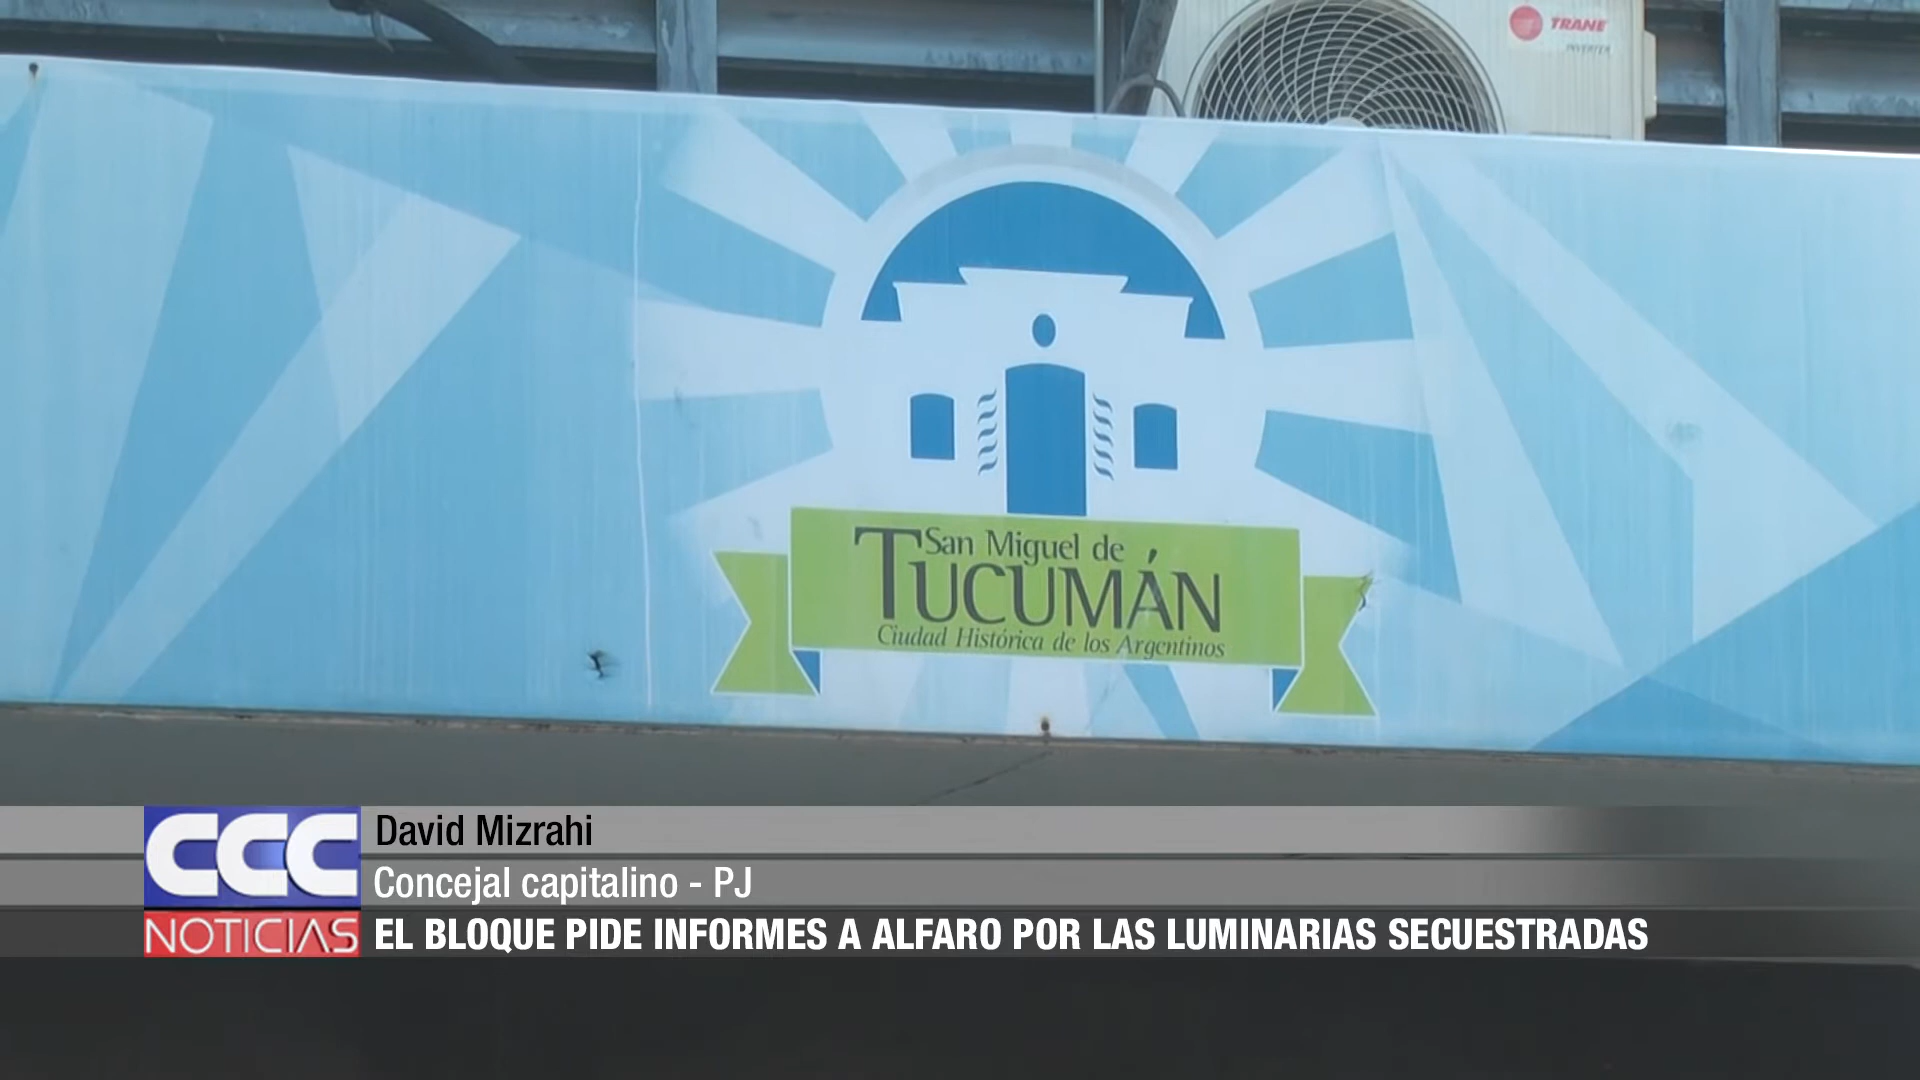 TRANE
INVERTER
San Miguel de
TUCUMÁN
Ciudad Histórica de los Argentinos
CCC
NOTICIAS
David Mizrahi
Concejal capitalino - PJ
EL BLOQUE PIDE INFORMES A ALFARO POR LAS LUMINARIAS SECUESTRADAS